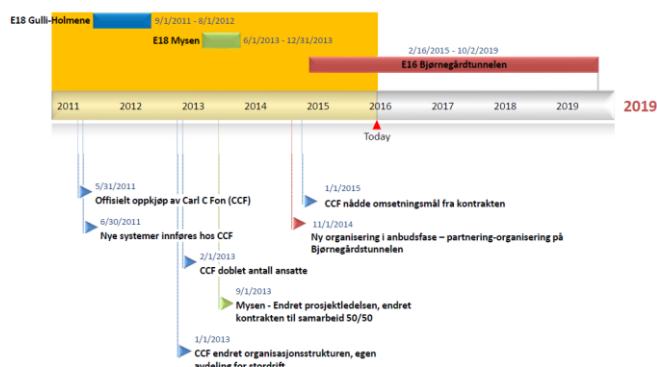 E18 Gulli-Holmene
9/1/2011 - 8/1/2012
E18 Mysen
6/1/2013 - 12/31/2013
2/16/2015 - 10/2/2019
E16 Bjørnegårdtunnelen
2011 2012 2013 2014 2015 2016 2017 2018 2019
2019
Today
5/31/2011
Offisielt oppkjøp av Carl C Fon (CCF)
1/1/2015
CCF nådde omsetningsmål fra kontrakten
6/30/2011
Nye systemer innføres hos CCF
11/1/2014
Ny organisering i anbudsfase – partnering-organisering på
Bjørnegårdstunnelen
2/1/2013
CCF doblet antall ansatte
9/1/2013
Mysen - Endret prosjektledelsen, endret
kontrakten til samarbeid 50/50
1/1/2013
CCF endret organisasjonsstrukturen, egen
avdeling for stordrift